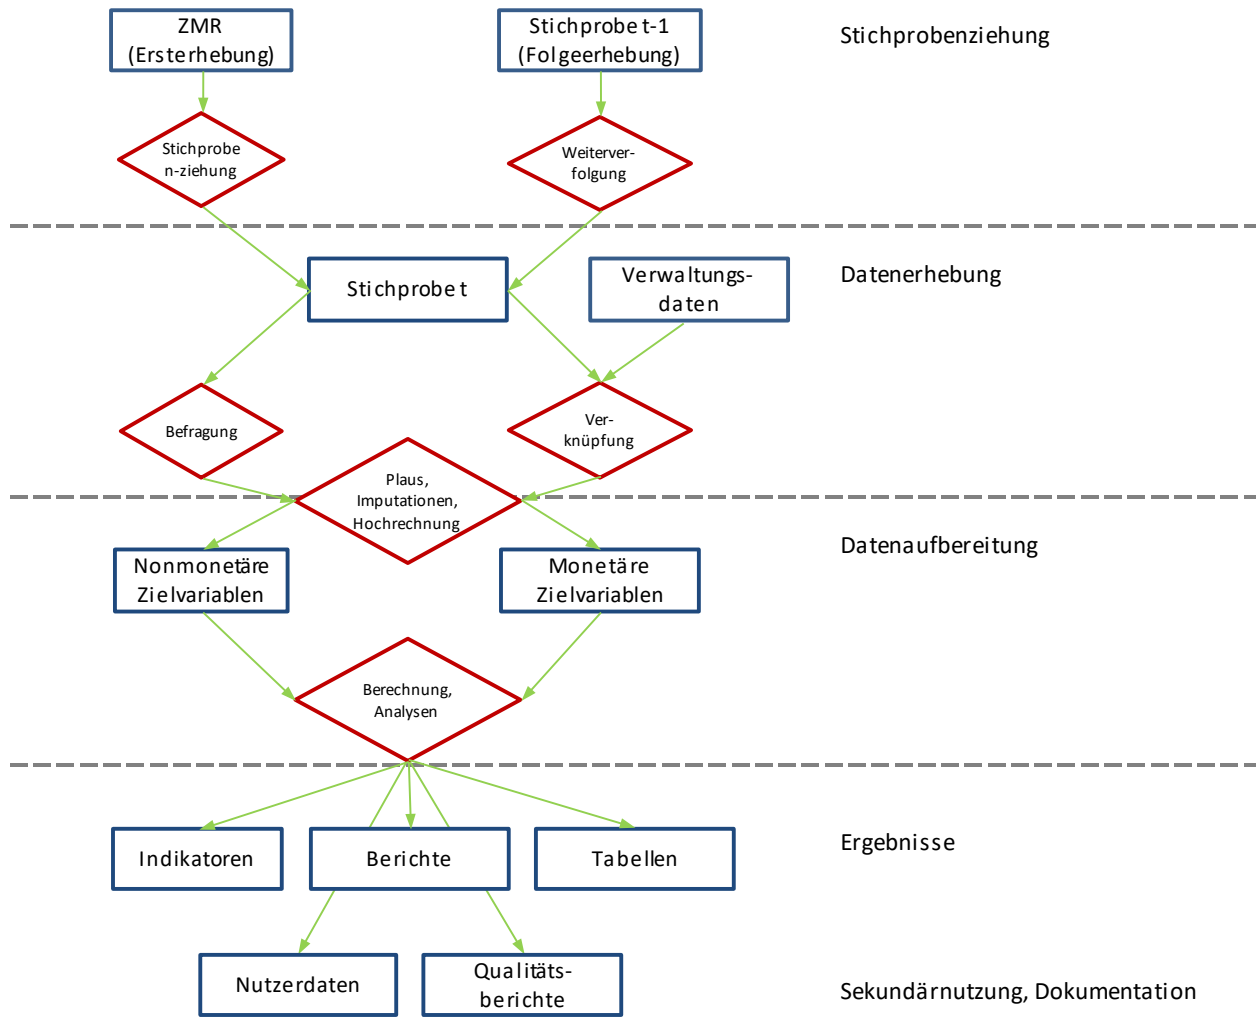 ZMR
(Ersterhebung)
Stichprobe t-1
(Folgeerhebung)
Stichprobenziehung
Stichprobe
n-ziehung
Weiterver-
folgung
Stichprobe t
Verwaltungs-
daten
Datenerhebung
Befragung
Ver-
knüpfung
Plaus,
Imputationen,
Hochrechnung
Nonmonetäre
Zielvariablen
Monetäre
Zielvariablen
Datenaufbereitung
Berechnung,
Analysen
Indikatoren
Berichte
Tabellen
Ergebnisse
Nutzerdaten
Qualitäts-
berichte
Sekundärnutzung, Dokumentation